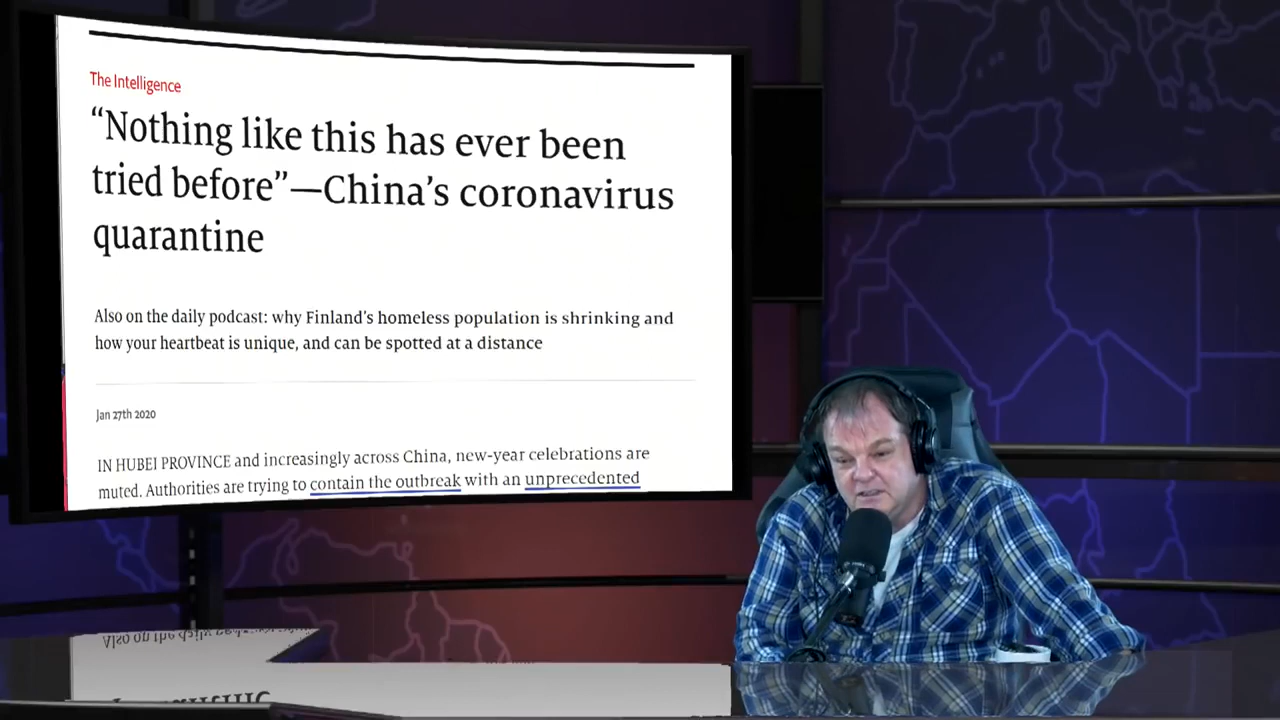 The Intelligence
“Nothing like this has ever been
tried before”—China’s coronavirus
quarantine
Also on the daily podcast: why Finland’s homeless population is shrinking and
how your heartbeat is unique, and can be spotted at a distance
Jan 27th 2020
IN HUBEI PROVINCE and increasingly across China, new-year celebrations are
muted. Authorities are trying to contain the outbreak with an unprecedented